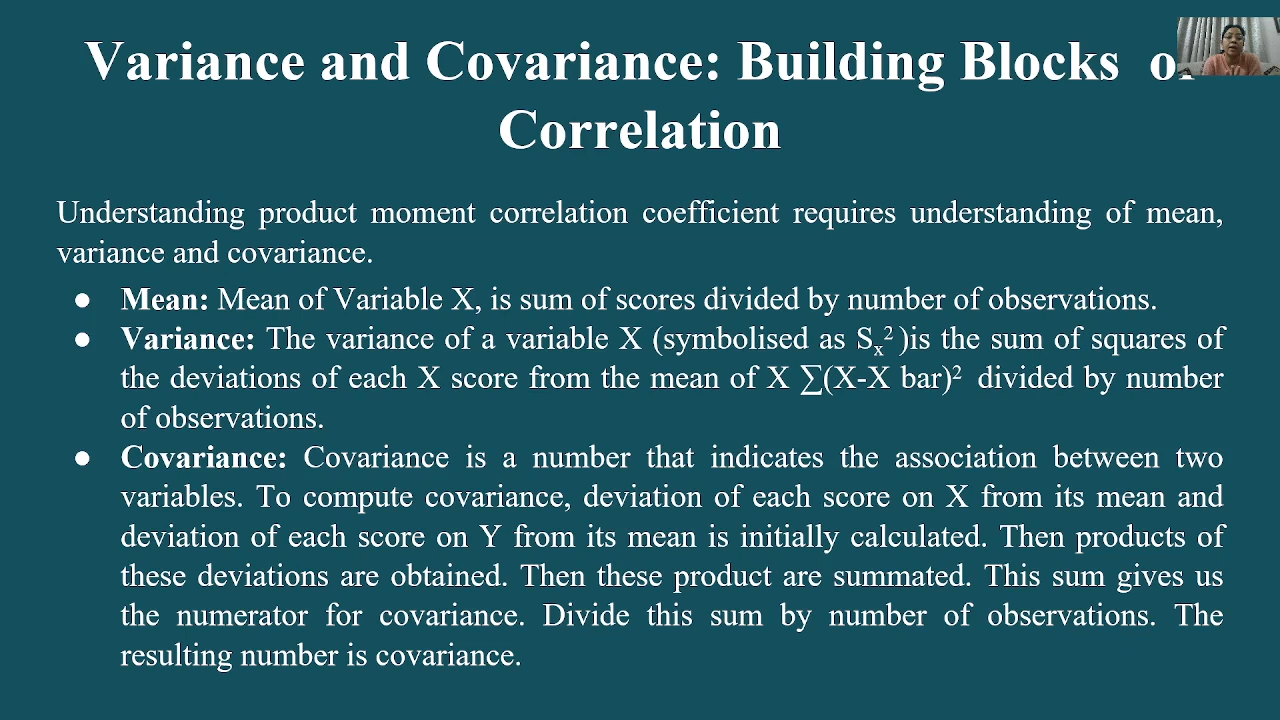 Variance and Covariance: Building Blocks of
Correlation
Understanding product moment correlation coefficient requires understanding of mean,
variance and covariance.
● Mean: Mean of Variable X, is sum of scores divided by number of observations.
● Variance: The variance of a variable X (symbolised as Sₓ² )is the sum of squares of
the deviations of each X score from the mean of X ∑(X-X bar)² divided by number
of observations.
● Covariance: Covariance is a number that indicates the association between two
variables. To compute covariance, deviation of each score on X from its mean and
deviation of each score on Y from its mean is initially calculated. Then products of
these deviations are obtained. Then these product are summated. This sum gives us
the numerator for covariance. Divide this sum by number of observations. The
resulting number is covariance.